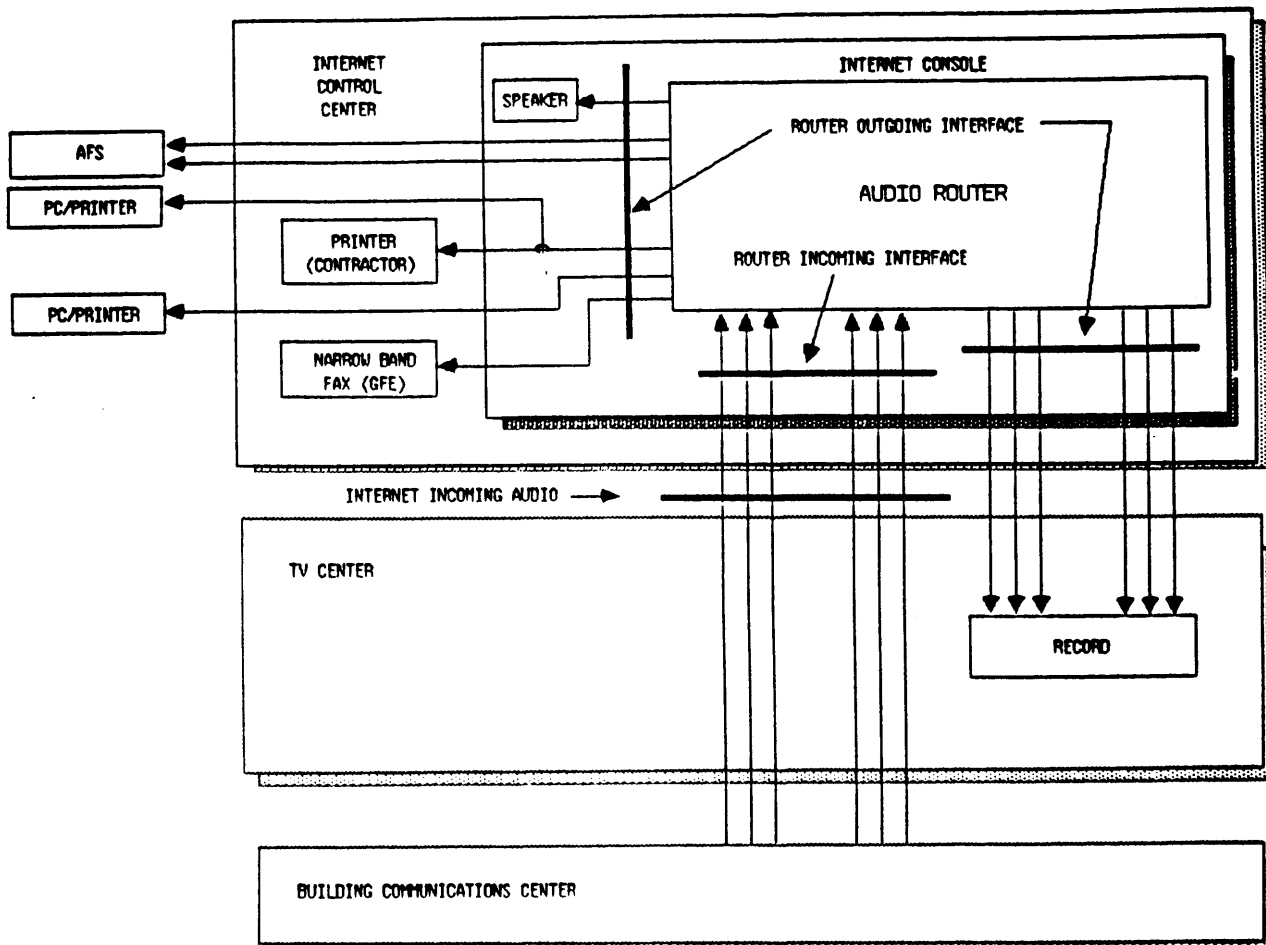 INTERNET
CONTROL
CENTER
INTERNET CONSOLE
SPEAKER
ROUTER OUTGOING INTERFACE
AFS
AUDIO ROUTER
PC/PRINTER
PRINTER
(CONTRACTOR)
ROUTER INCOMING INTERFACE
PC/PRINTER
NARROW BAND
FAX (GFE)
INTERNET INCOMING AUDIO
TV CENTER
RECORD
BUILDING COMMUNICATIONS CENTER